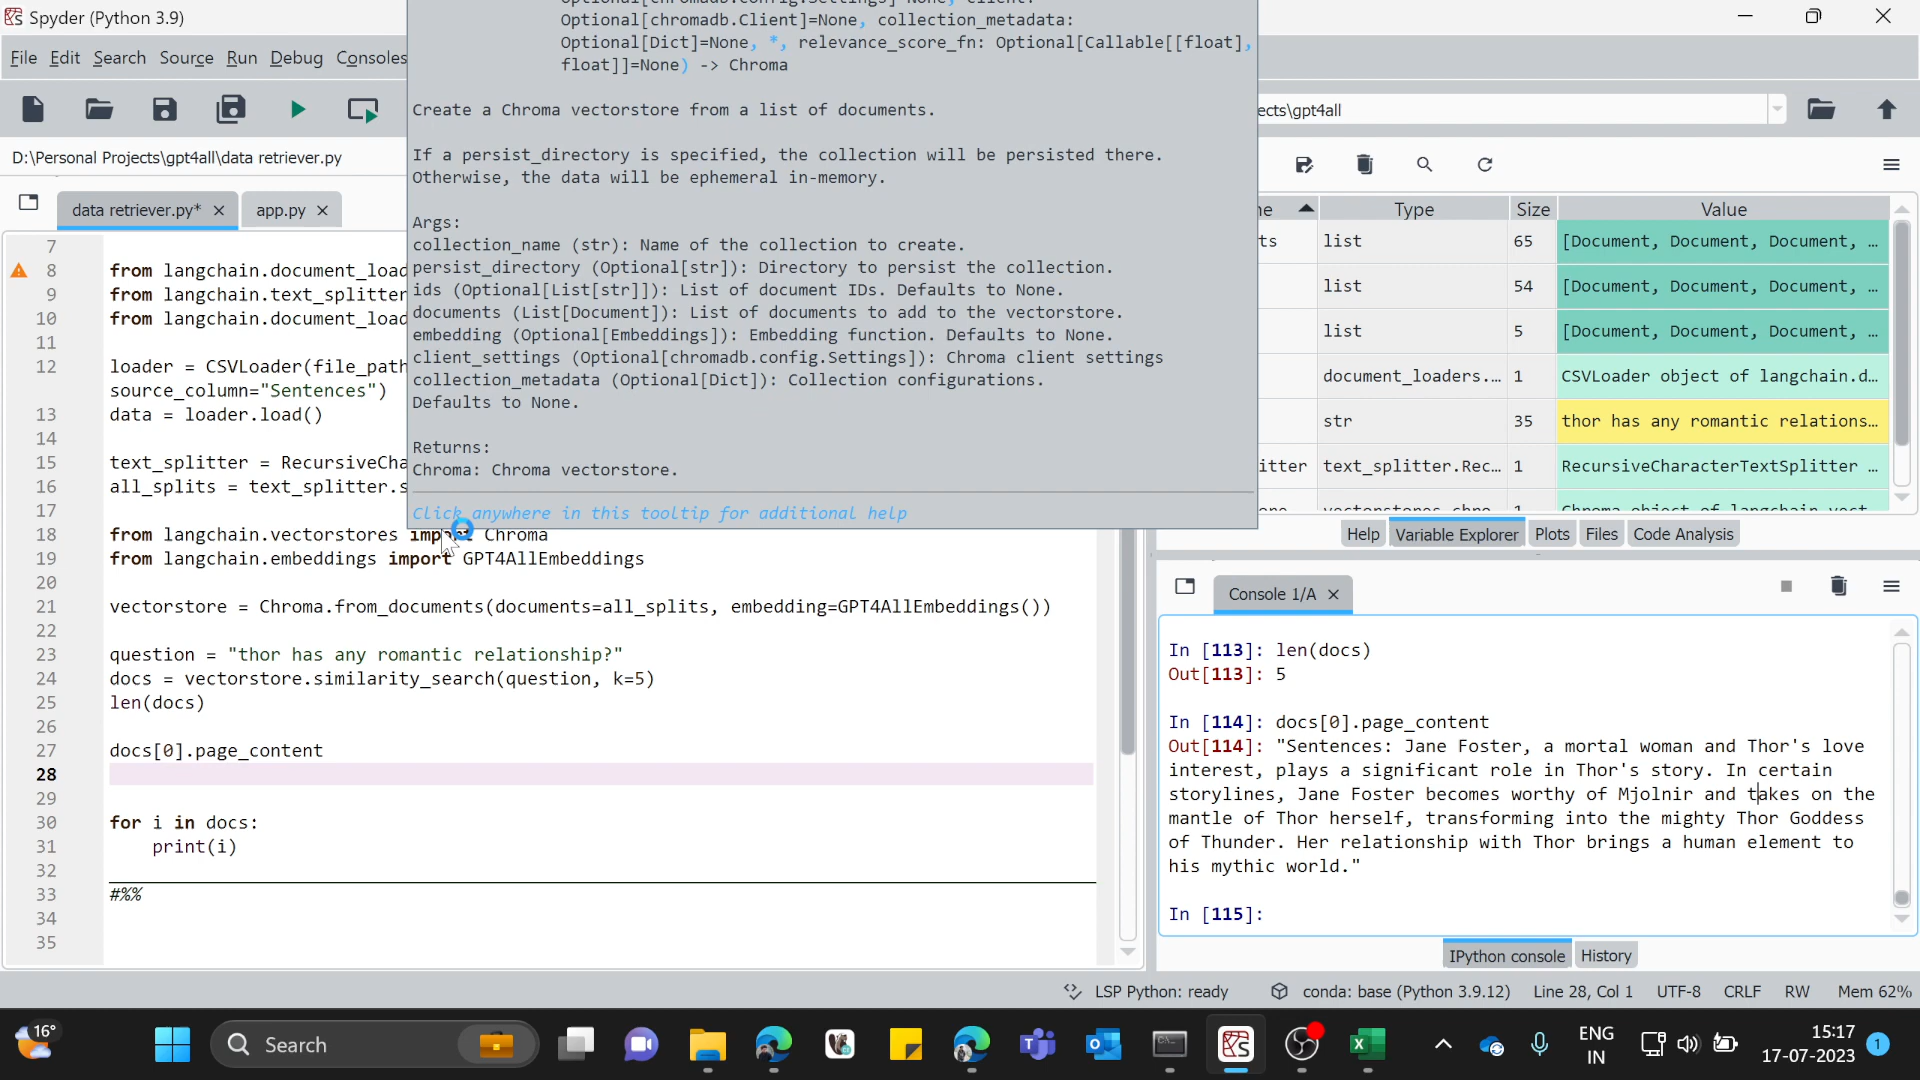 Spyder (Python 3.9)
File Edit Search Source Run Debug Consoles
D:\Personal Projects\gpt4all\data retriever.py
data retriever.py* app.py
7
8 from langchain.document_load
9 from langchain.text_splitter
10 from langchain.document_load
11
12 loader = CSVLoader(file_path
source_column="Sentences")
13 data = loader.load()
14
15 text_splitter = RecursiveCha
16 all_splits = text_splitter.s
17
18 from langchain.vectorstores import Chroma
19 from langchain.embeddings import GPT4AllEmbeddings
20
21 vectorstore = Chroma.from_documents(documents=all_splits, embedding=GPT4AllEmbeddings())
22
23 question = "thor has any romantic relationship?"
24 docs = vectorstore.similarity_search(question, k=5)
25 len(docs)
26
27 docs[0].page_content
28
29
30 for i in docs:
31 print(i)
32
33 #%%
34
35
Optional[chromadb.Client]=None, collection_metadata:
Optional[Dict]=None, *, relevance_score_fn: Optional[Callable[[float],
float]]=None) -> Chroma
Create a Chroma vectorstore from a list of documents.
If a persist_directory is specified, the collection will be persisted there.
Otherwise, the data will be ephemeral in-memory.
Args:
collection_name (str): Name of the collection to create.
persist_directory (Optional[str]): Directory to persist the collection.
ids (Optional[List[str]]): List of document IDs. Defaults to None.
documents (List[Document]): List of documents to add to the vectorstore.
embedding (Optional[Embeddings]): Embedding function. Defaults to None.
client_settings (Optional[chromadb.config.Settings]): Chroma client settings
collection_metadata (Optional[Dict]): Collection configurations.
Defaults to None.
Returns:
Chroma: Chroma vectorstore.
Click anywhere in this tooltip for additional help
ects\gpt4all
ne Type Size Value
ts list 65 [Document, Document, Document, …
list 54 [Document, Document, Document, …
list 5 [Document, Document, Document, …
document_loaders.… 1 CSVLoader object of langchain.d…
str 35 thor has any romantic relations…
itter text_splitter.Rec… 1 RecursiveCharacterTextSplitter …
Help Variable Explorer Plots Files Code Analysis
Console 1/A
In [113]: len(docs)
Out[113]: 5
In [114]: docs[0].page_content
Out[114]: "Sentences: Jane Foster, a mortal woman and Thor's love
interest, plays a significant role in Thor's story. In certain
storylines, Jane Foster becomes worthy of Mjolnir and takes on the
mantle of Thor herself, transforming into the mighty Thor Goddess
of Thunder. Her relationship with Thor brings a human element to
his mythic world."
In [115]:
IPython console History
LSP Python: ready conda: base (Python 3.9.12) Line 28, Col 1 UTF-8 CRLF RW Mem 62%
16° Search ENG IN 15:17
17-07-2023 1